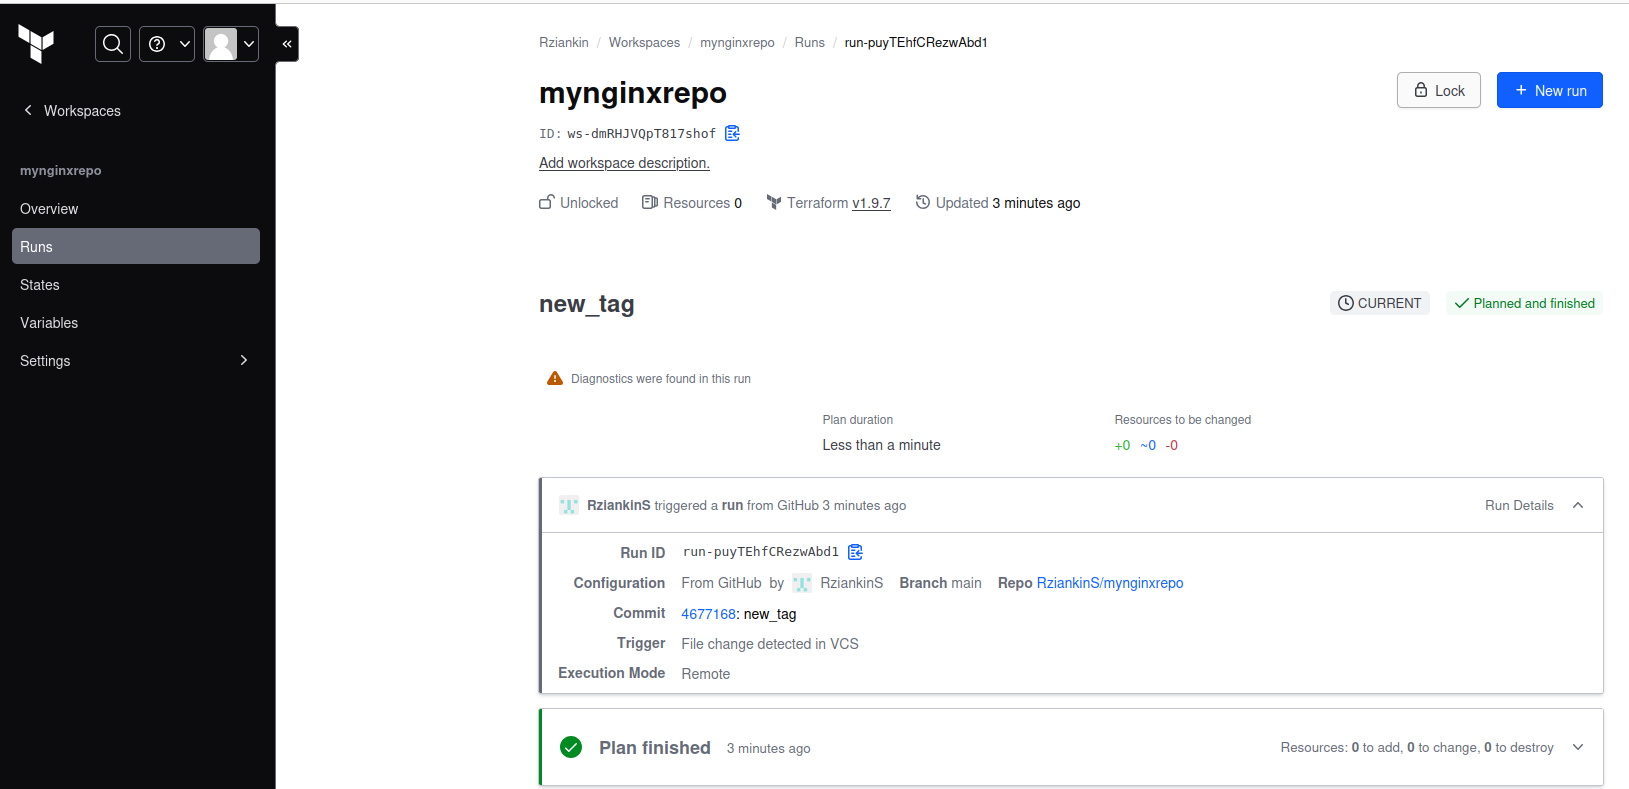 Workspaces
mynginxrepo
Overview
Runs
States
Variables
Settings
Rziankin / Workspaces / mynginxrepo / Runs / run-puyTEhfCRezwAbd1
mynginxrepo
Lock
+ New run
ID: ws-dmRHJVQpT817shof
Add workspace description.
Unlocked Resources 0 Terraform v1.9.7 Updated 3 minutes ago
new_tag
CURRENT
Planned and finished
Diagnostics were found in this run
Plan duration
Less than a minute
Resources to be changed
+0 ~0 -0
RziankinS triggered a run from GitHub 3 minutes ago
Run Details
Run ID run-puyTEhfCRezwAbd1
Configuration From GitHub by RziankinS Branch main Repo RziankinS/mynginxrepo
Commit 4677168: new_tag
Trigger File change detected in VCS
Execution Mode Remote
Plan finished 3 minutes ago
Resources: 0 to add, 0 to change, 0 to destroy